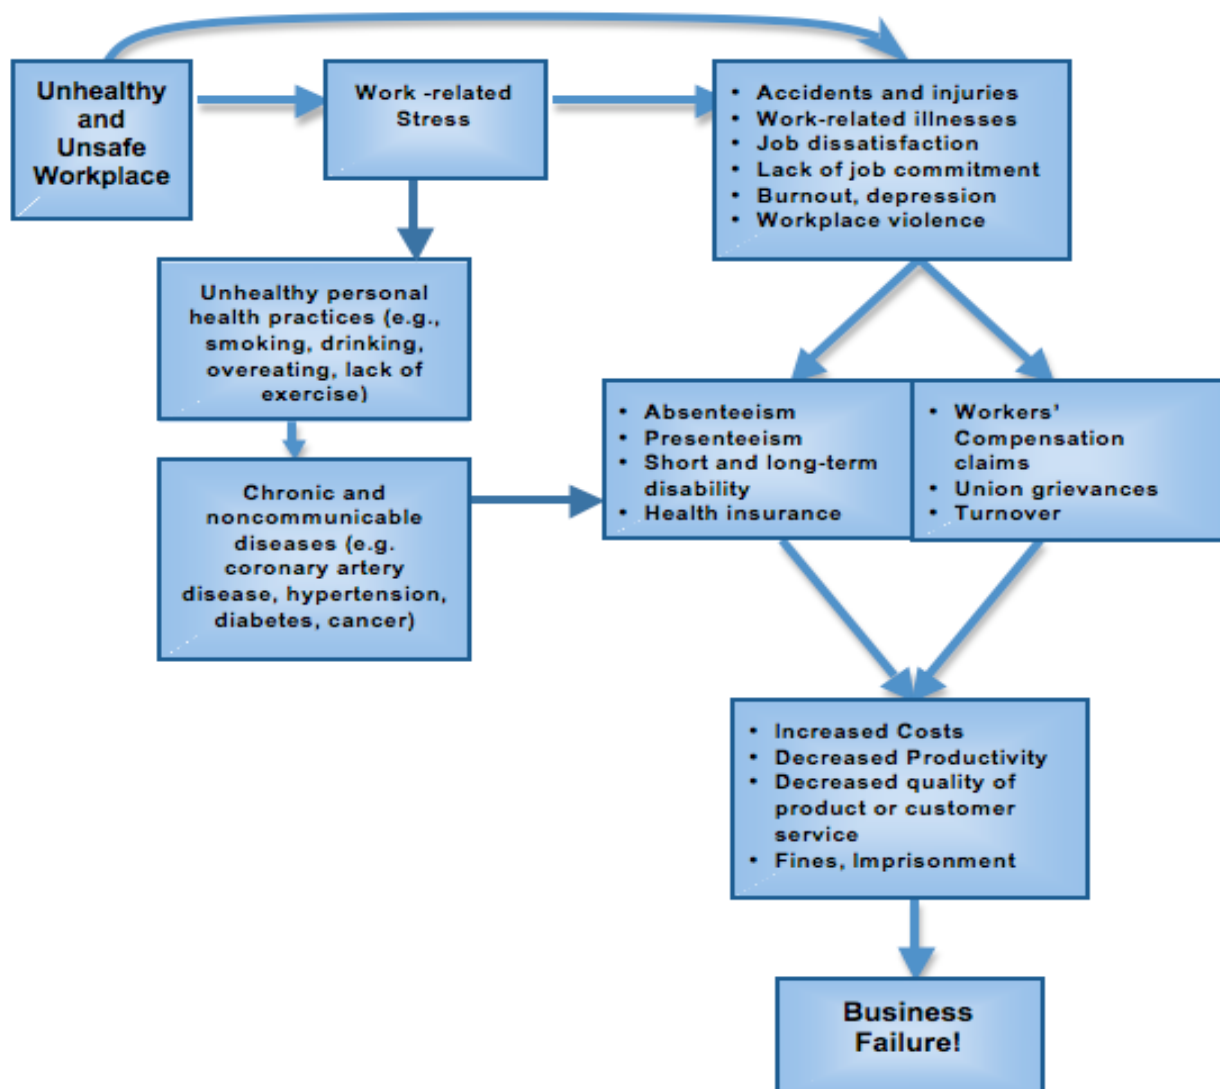 Unhealthy
and
Unsafe
Workplace
Work -related
Stress
• Accidents and injuries
• Work-related illnesses
• Job dissatisfaction
• Lack of job commitment
• Burnout, depression
• Workplace violence
Unhealthy personal
health practices (e.g.,
smoking, drinking,
overeating, lack of
exercise)
Chronic and
noncommunicable
diseases (e.g.
coronary artery
disease, hypertension,
diabetes, cancer)
• Absenteeism
• Presenteeism
• Short and long-term
disability
• Health insurance
• Workers'
Compensation
claims
• Union grievances
• Turnover
• Increased Costs
• Decreased Productivity
• Decreased quality of
product or customer
service
• Fines, Imprisonment
Business
Failure!